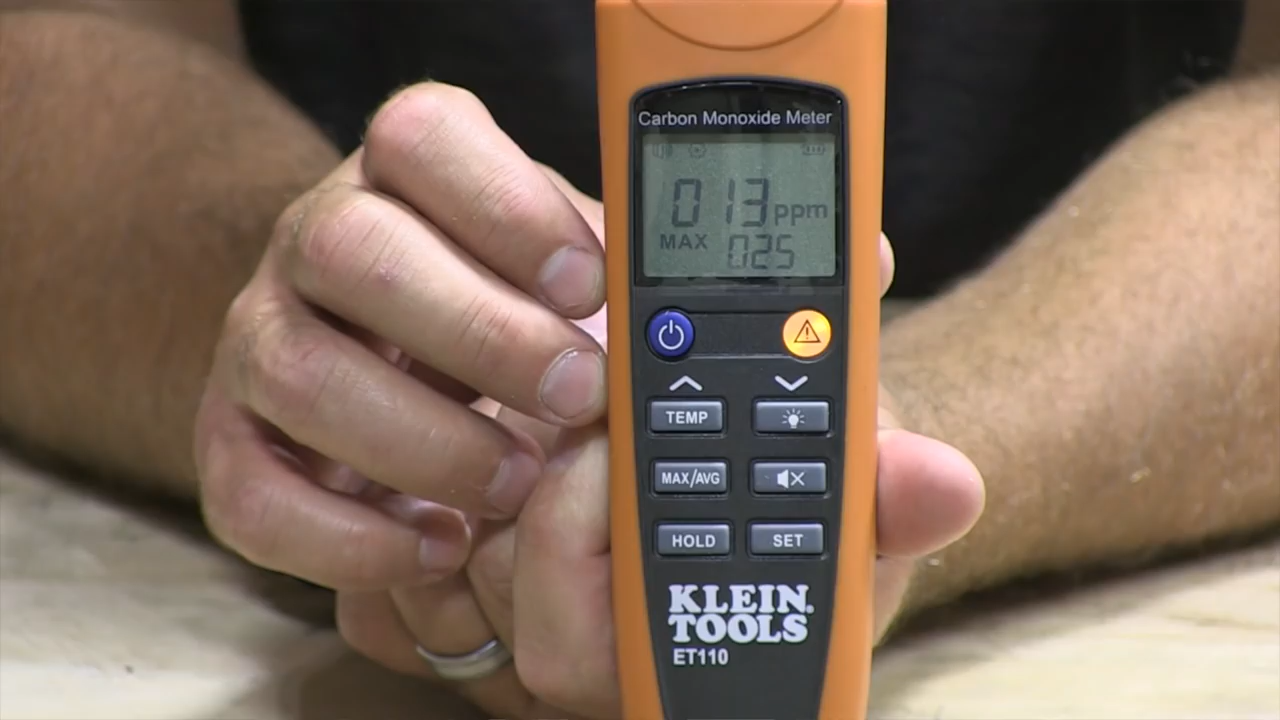 Carbon Monoxide Meter
013 ppm
MAX 025
TEMP
MAX/AVG
HOLD SET
KLEIN
TOOLS
ET110